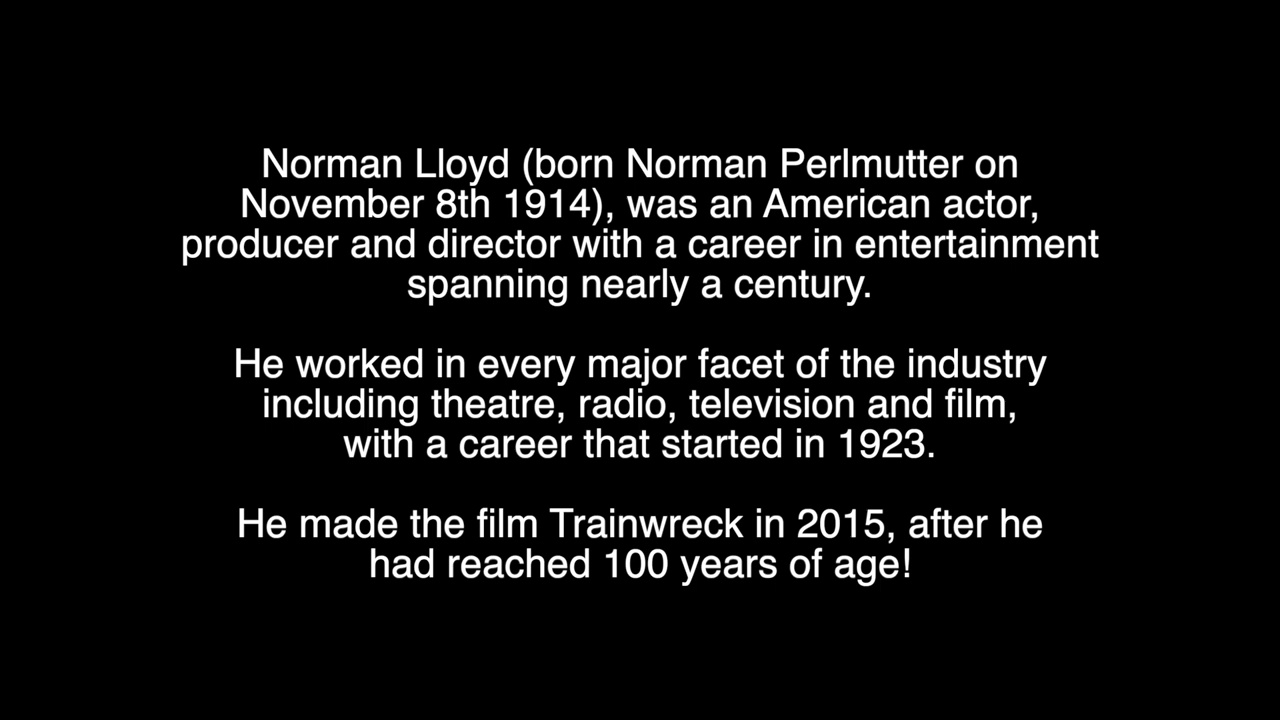 Norman Lloyd (born Norman Perlmutter on
November 8th 1914), was an American actor,
producer and director with a career in entertainment
spanning nearly a century.
He worked in every major facet of the industry
including theatre, radio, television and film,
with a career that started in 1923.
He made the film Trainwreck in 2015, after he
had reached 100 years of age!